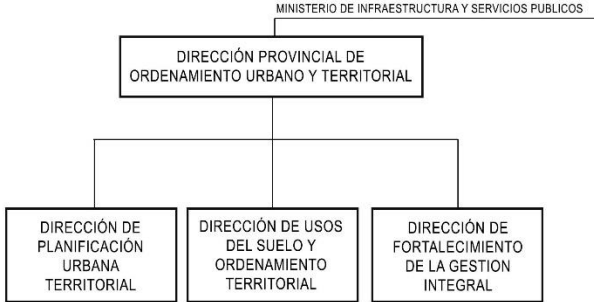 MINISTERIO DE INFRAESTRUCTURA Y SERVICIOS PUBLICOS
DIRECCIÓN PROVINCIAL DE
ORDENAMIENTO URBANO Y TERRITORIAL
DIRECCIÓN DE
PLANIFICACIÓN
URBANA
TERRITORIAL
DIRECCIÓN DE USOS
DEL SUELO Y
ORDENAMIENTO
TERRITORIAL
DIRECCIÓN DE
FORTALECIMIENTO
DE LA GESTION
INTEGRAL